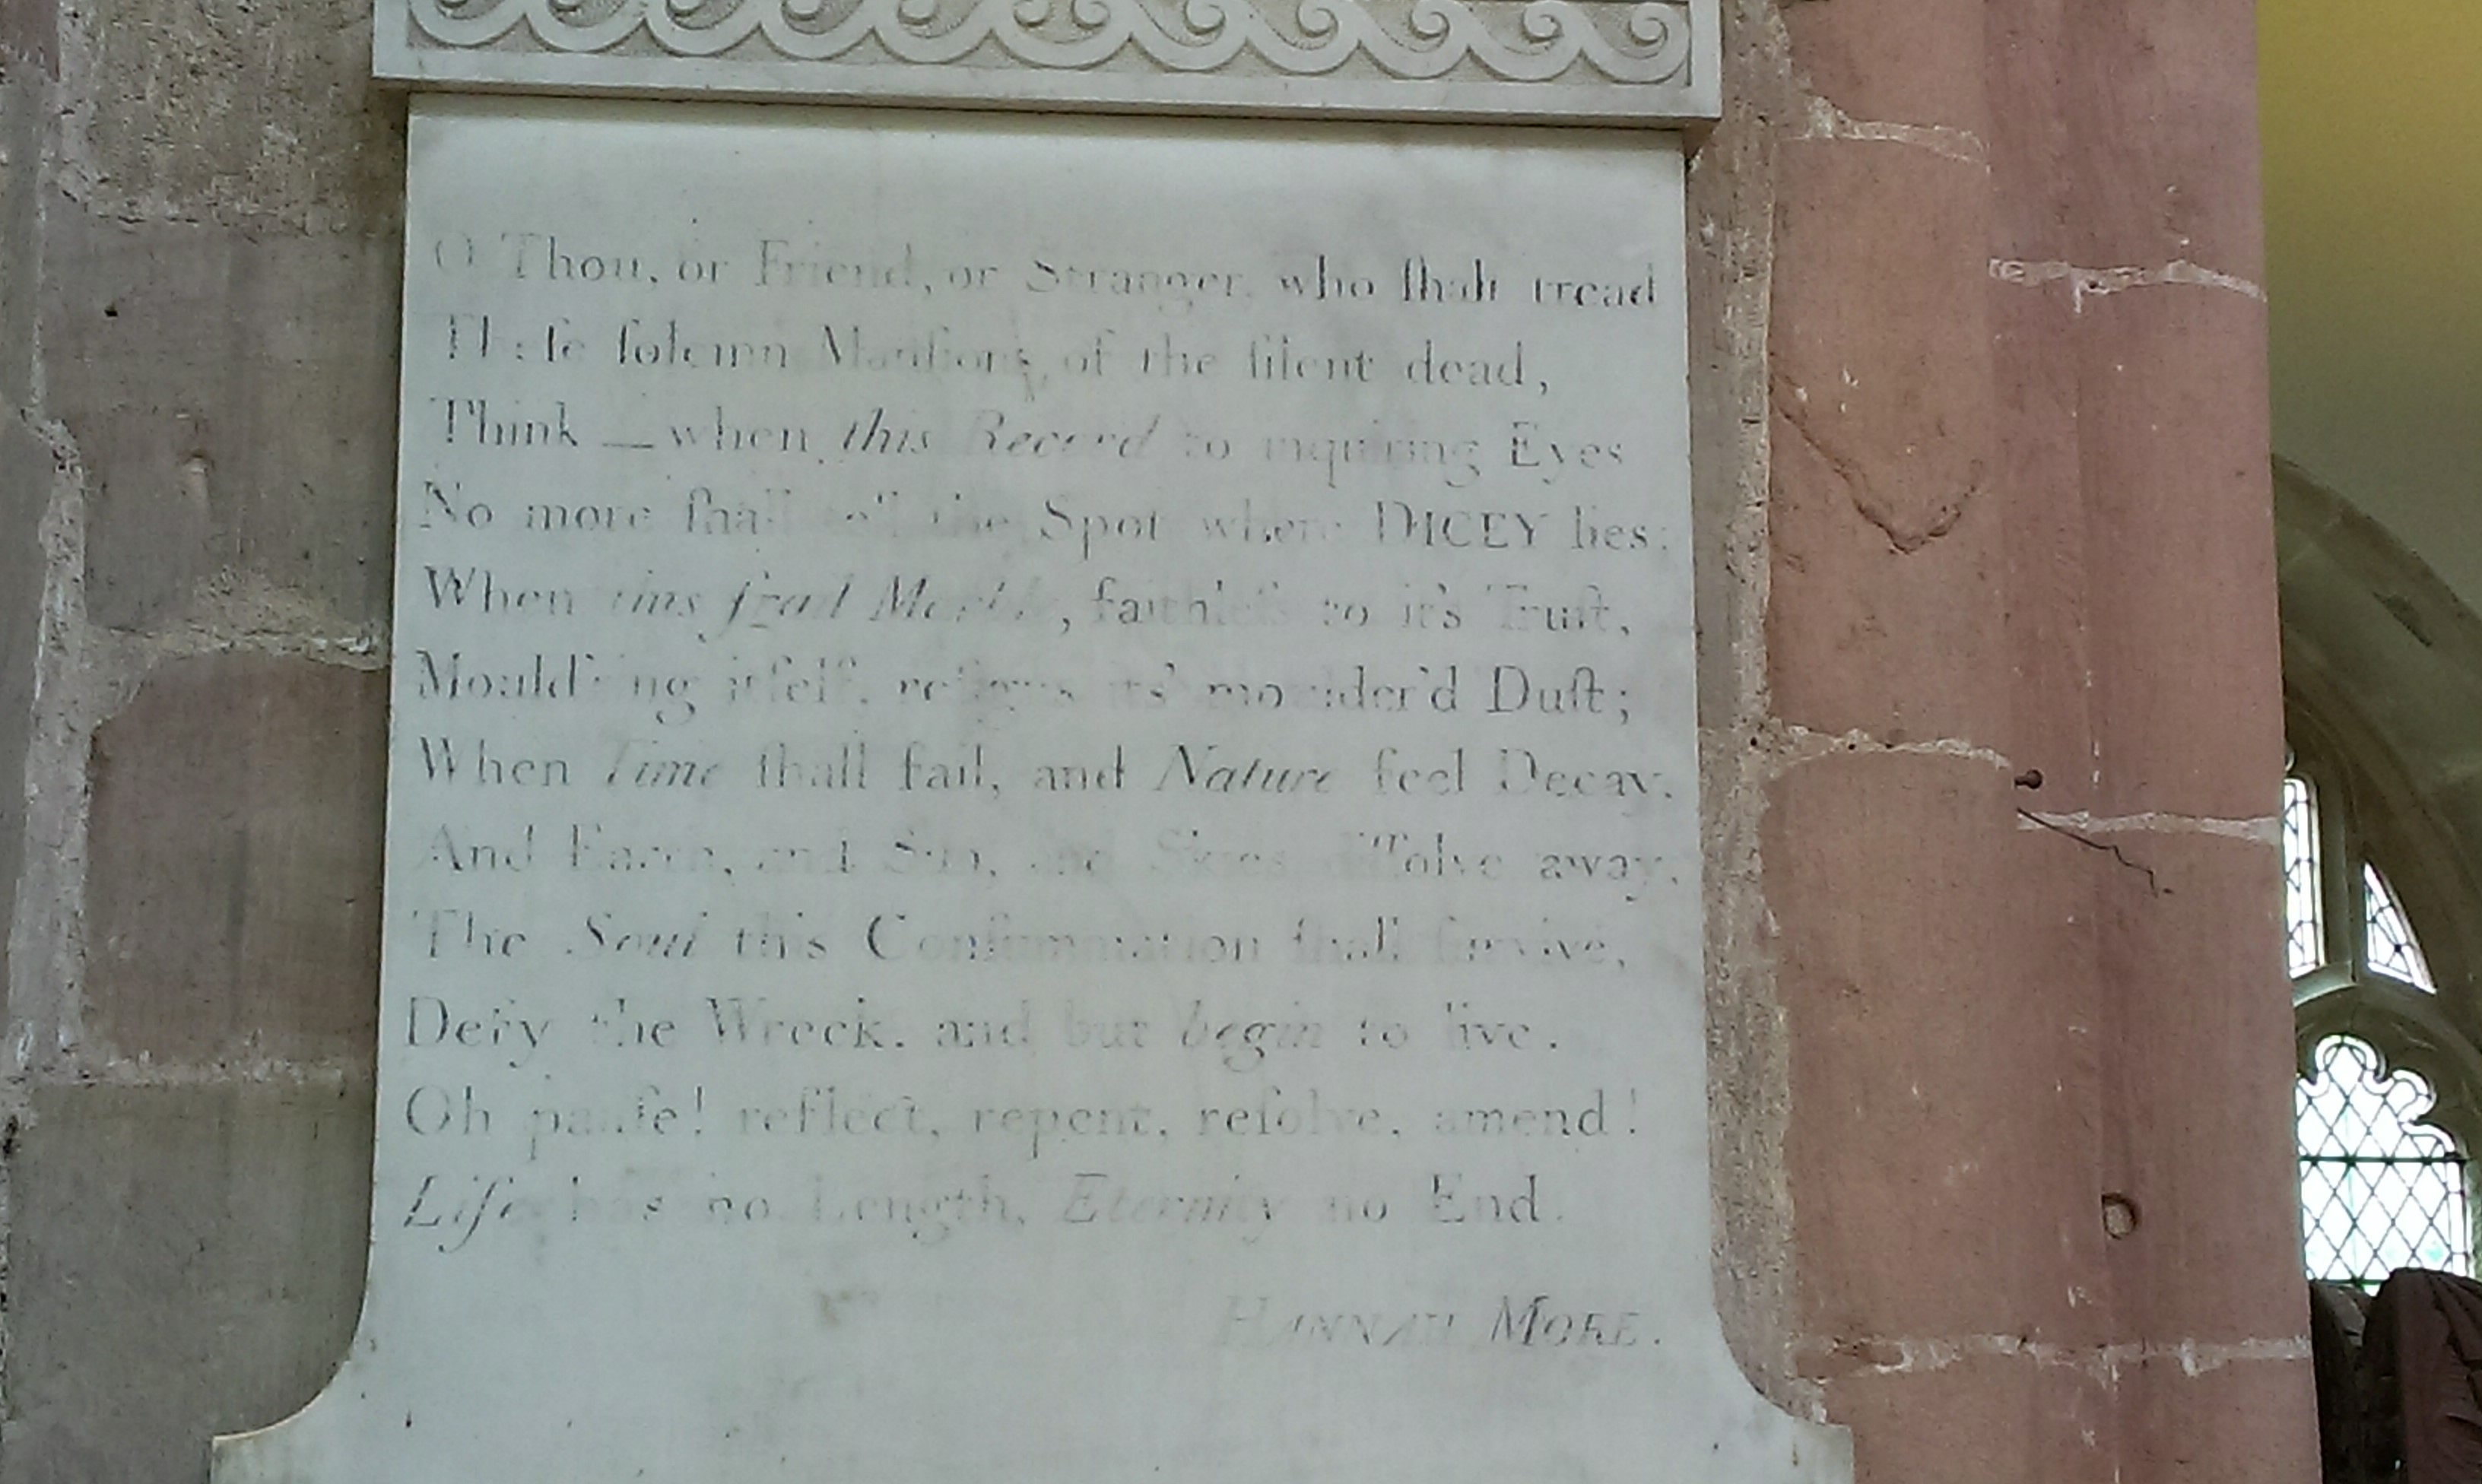 O Thou, or Friend, or Stranger, who ſhalt tread
Theſe ſolemn Manſions of the ſilent dead,
Think — when this Record to inquiring Eyes
No more ſhall tell the Spot where DICEY lies;
When this frail Marble, faithleſs to it's Truſt,
Mould'ring itſelf, reſigns its' moulder'd Duſt;
When Time ſhall fail, and Nature feel Decay,
And Earth, and Sun, and Skies diſſolve away;
The Soul this Conſummation ſhall ſurvive,
Defy the Wreck, and but begin to live.
Oh pauſe! reflect, repent, reſolve, amend!
Life has no Length, Eternity no End.
HANNAH MORE.